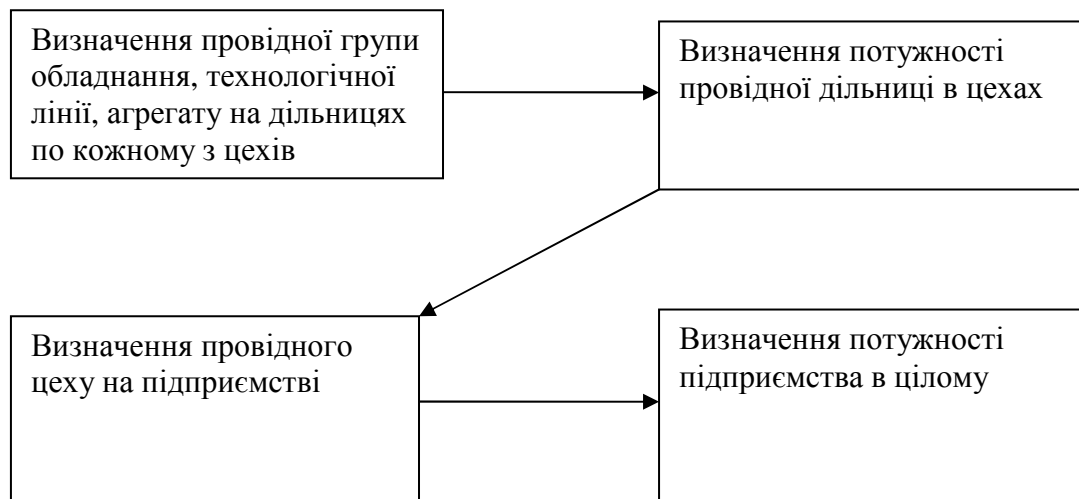 Визначення провідної групи
обладнання, технологічної
лінії, агрегату на дільницях
по кожному з цехів
Визначення потужності
провідної дільниці в цехах
Визначення провідного
цеху на підприємстві
Визначення потужності
підприємства в цілому